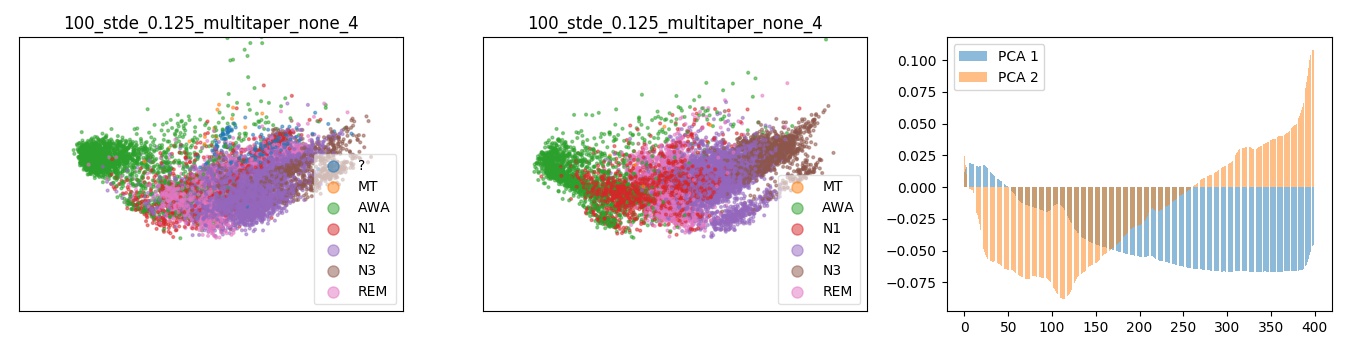 100_stde_0.125_multitaper_none_4
?
MT
AWA
N1
N2
N3
REM
100_stde_0.125_multitaper_none_4
MT
AWA
N1
N2
N3
REM
PCA 1
PCA 2
0.100
0.075
0.050
0.025
0.000
−0.025
−0.050
−0.075
0 50 100 150 200 250 300 350 400